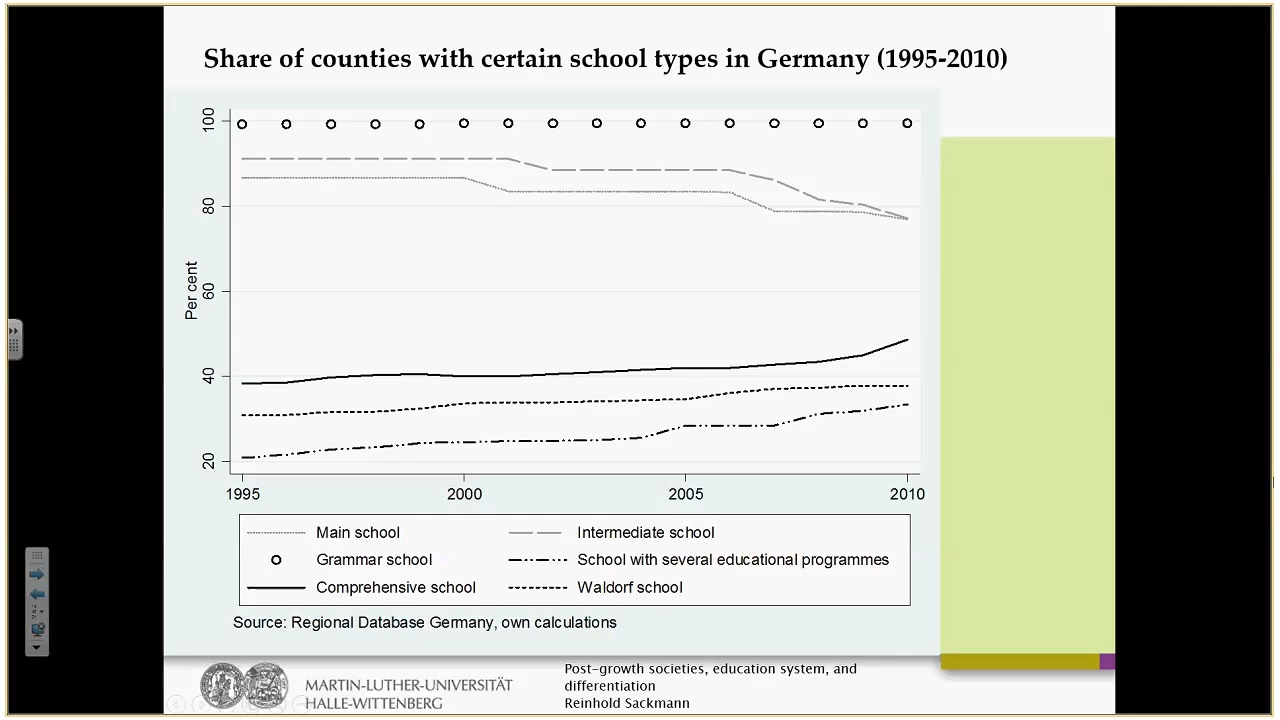 Share of counties with certain school types in Germany (1995-2010)
100
80
60
40
20
Per cent
1995 2000 2005 2010
Main school Intermediate school
Grammar school School with several educational programmes
Comprehensive school Waldorf school
Source: Regional Database Germany, own calculations
MARTIN-LUTHER-UNIVERSITÄT
HALLE-WITTENBERG
Post-growth societies, education system, and
differentiation
Reinhold Sackmann